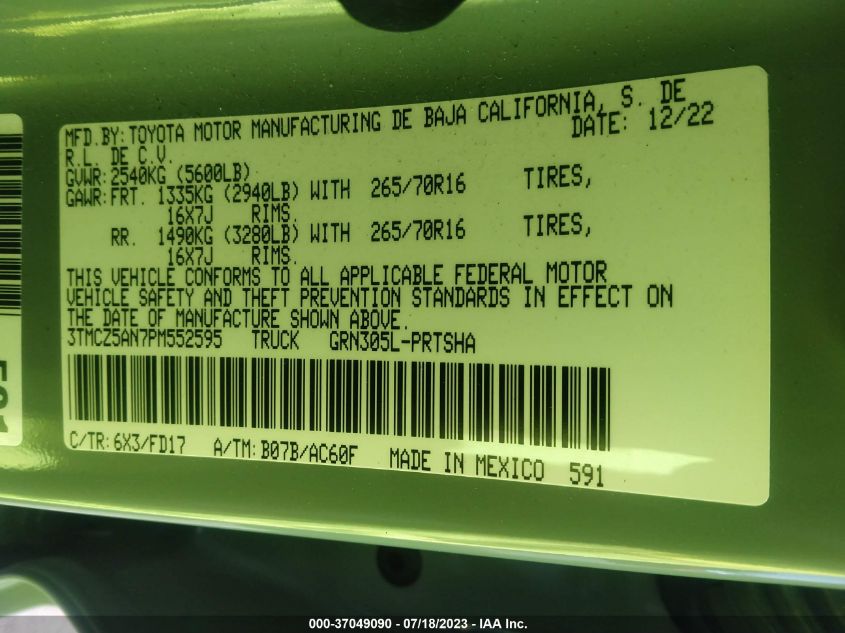 MFD.BY: TOYOTA MOTOR MANUFACTURING DE BAJA CALIFORNIA, S. DE
R.L. DE C.V. DATE: 12/22
GVWR: 2540KG (5600LB)
GAWR: FRT. 1335KG (2940LB) WITH 265/70R16 TIRES,
16X7J RIMS.
RR. 1490KG (3280LB) WITH 265/70R16 TIRES,
16X7J RIMS.
THIS VEHICLE CONFORMS TO ALL APPLICABLE FEDERAL MOTOR
VEHICLE SAFETY AND THEFT PREVENTION STANDARDS IN EFFECT ON
THE DATE OF MANUFACTURE SHOWN ABOVE.
3TMCZ5AN7PM552595 TRUCK GRN305L-PRTSHA
C/TR: 6X3/FD17 A/TM: B07B/AC60F MADE IN MEXICO 591
000-37049090 - 07/18/2023 - IAA Inc.